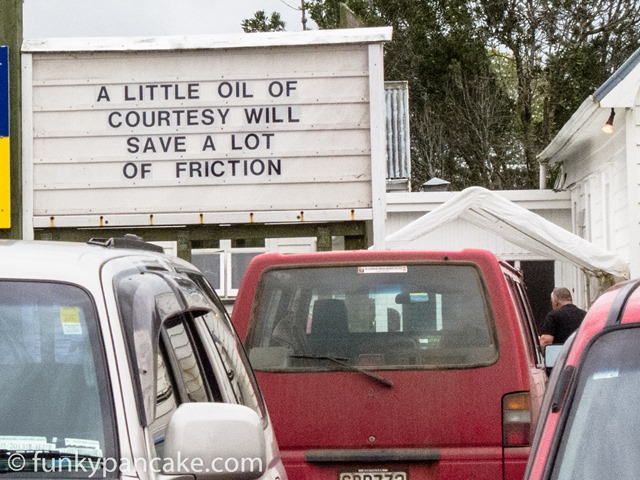 A LITTLE OIL OF
COURTESY WILL
SAVE A LOT
OF FRICTION
© funkypancake.com